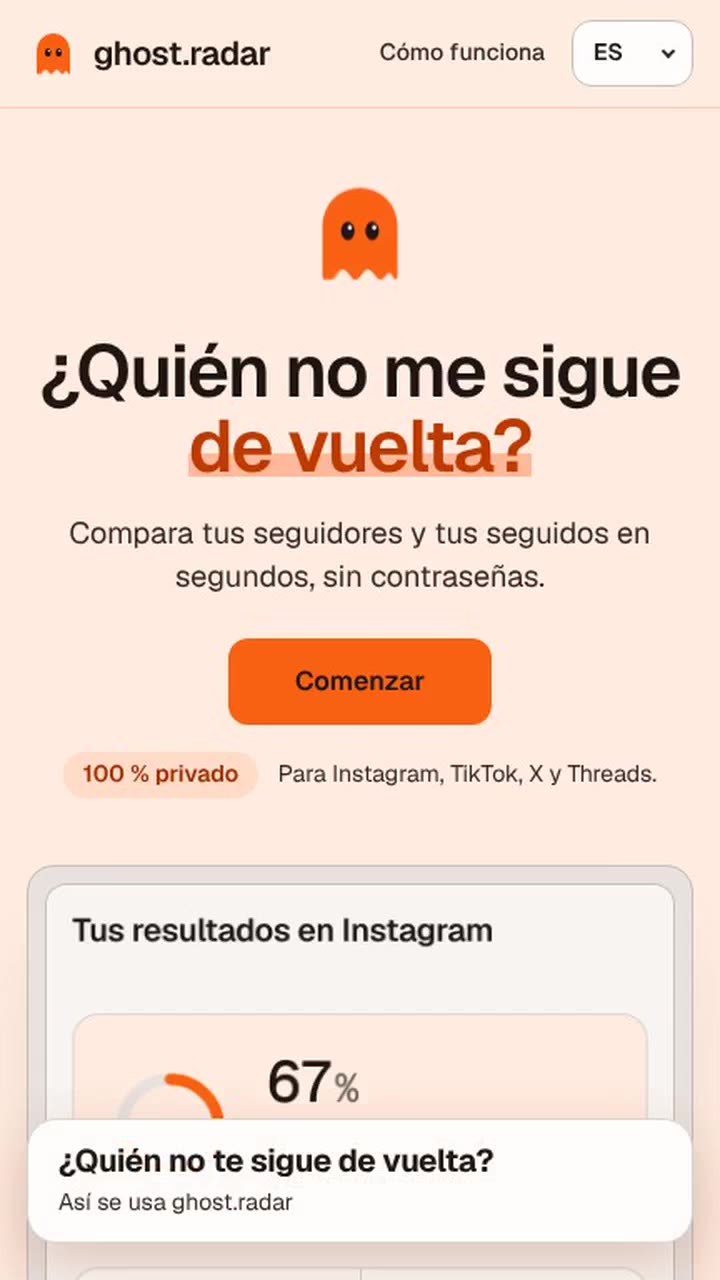 ghost.radar
Cómo funciona
ES
¿Quién no me sigue
de vuelta?
Compara tus seguidores y tus seguidos en
segundos, sin contraseñas.
Comenzar
100 % privado
Para Instagram, TikTok, X y Threads.
Tus resultados en Instagram
67%
¿Quién no te sigue de vuelta?
Así se usa ghost.radar